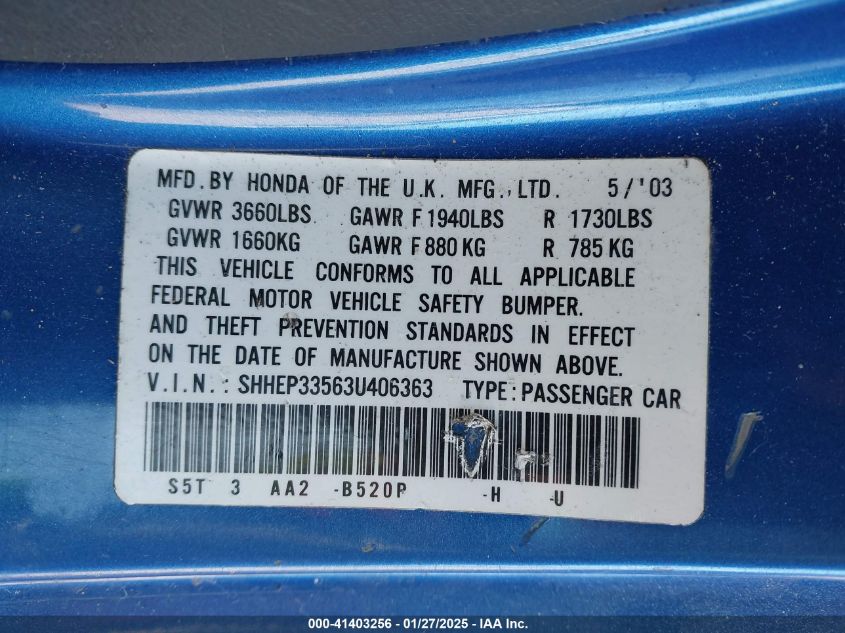 MFD. BY HONDA OF THE U.K. MFG., LTD. 5/'03
GVWR 3660LBS GAWR F 1940LBS R 1730LBS
GVWR 1660KG GAWR F 880 KG R 785 KG
THIS VEHICLE CONFORMS TO ALL APPLICABLE
FEDERAL MOTOR VEHICLE SAFETY BUMPER.
AND THEFT PREVENTION STANDARDS IN EFFECT
ON THE DATE OF MANUFACTURE SHOWN ABOVE.
V.I.N.: SHHEP33563U406363 TYPE: PASSENGER CAR
S5T 3 AA2 -B520P -H -U
000-41403256 - 01/27/2025 - IAA Inc.